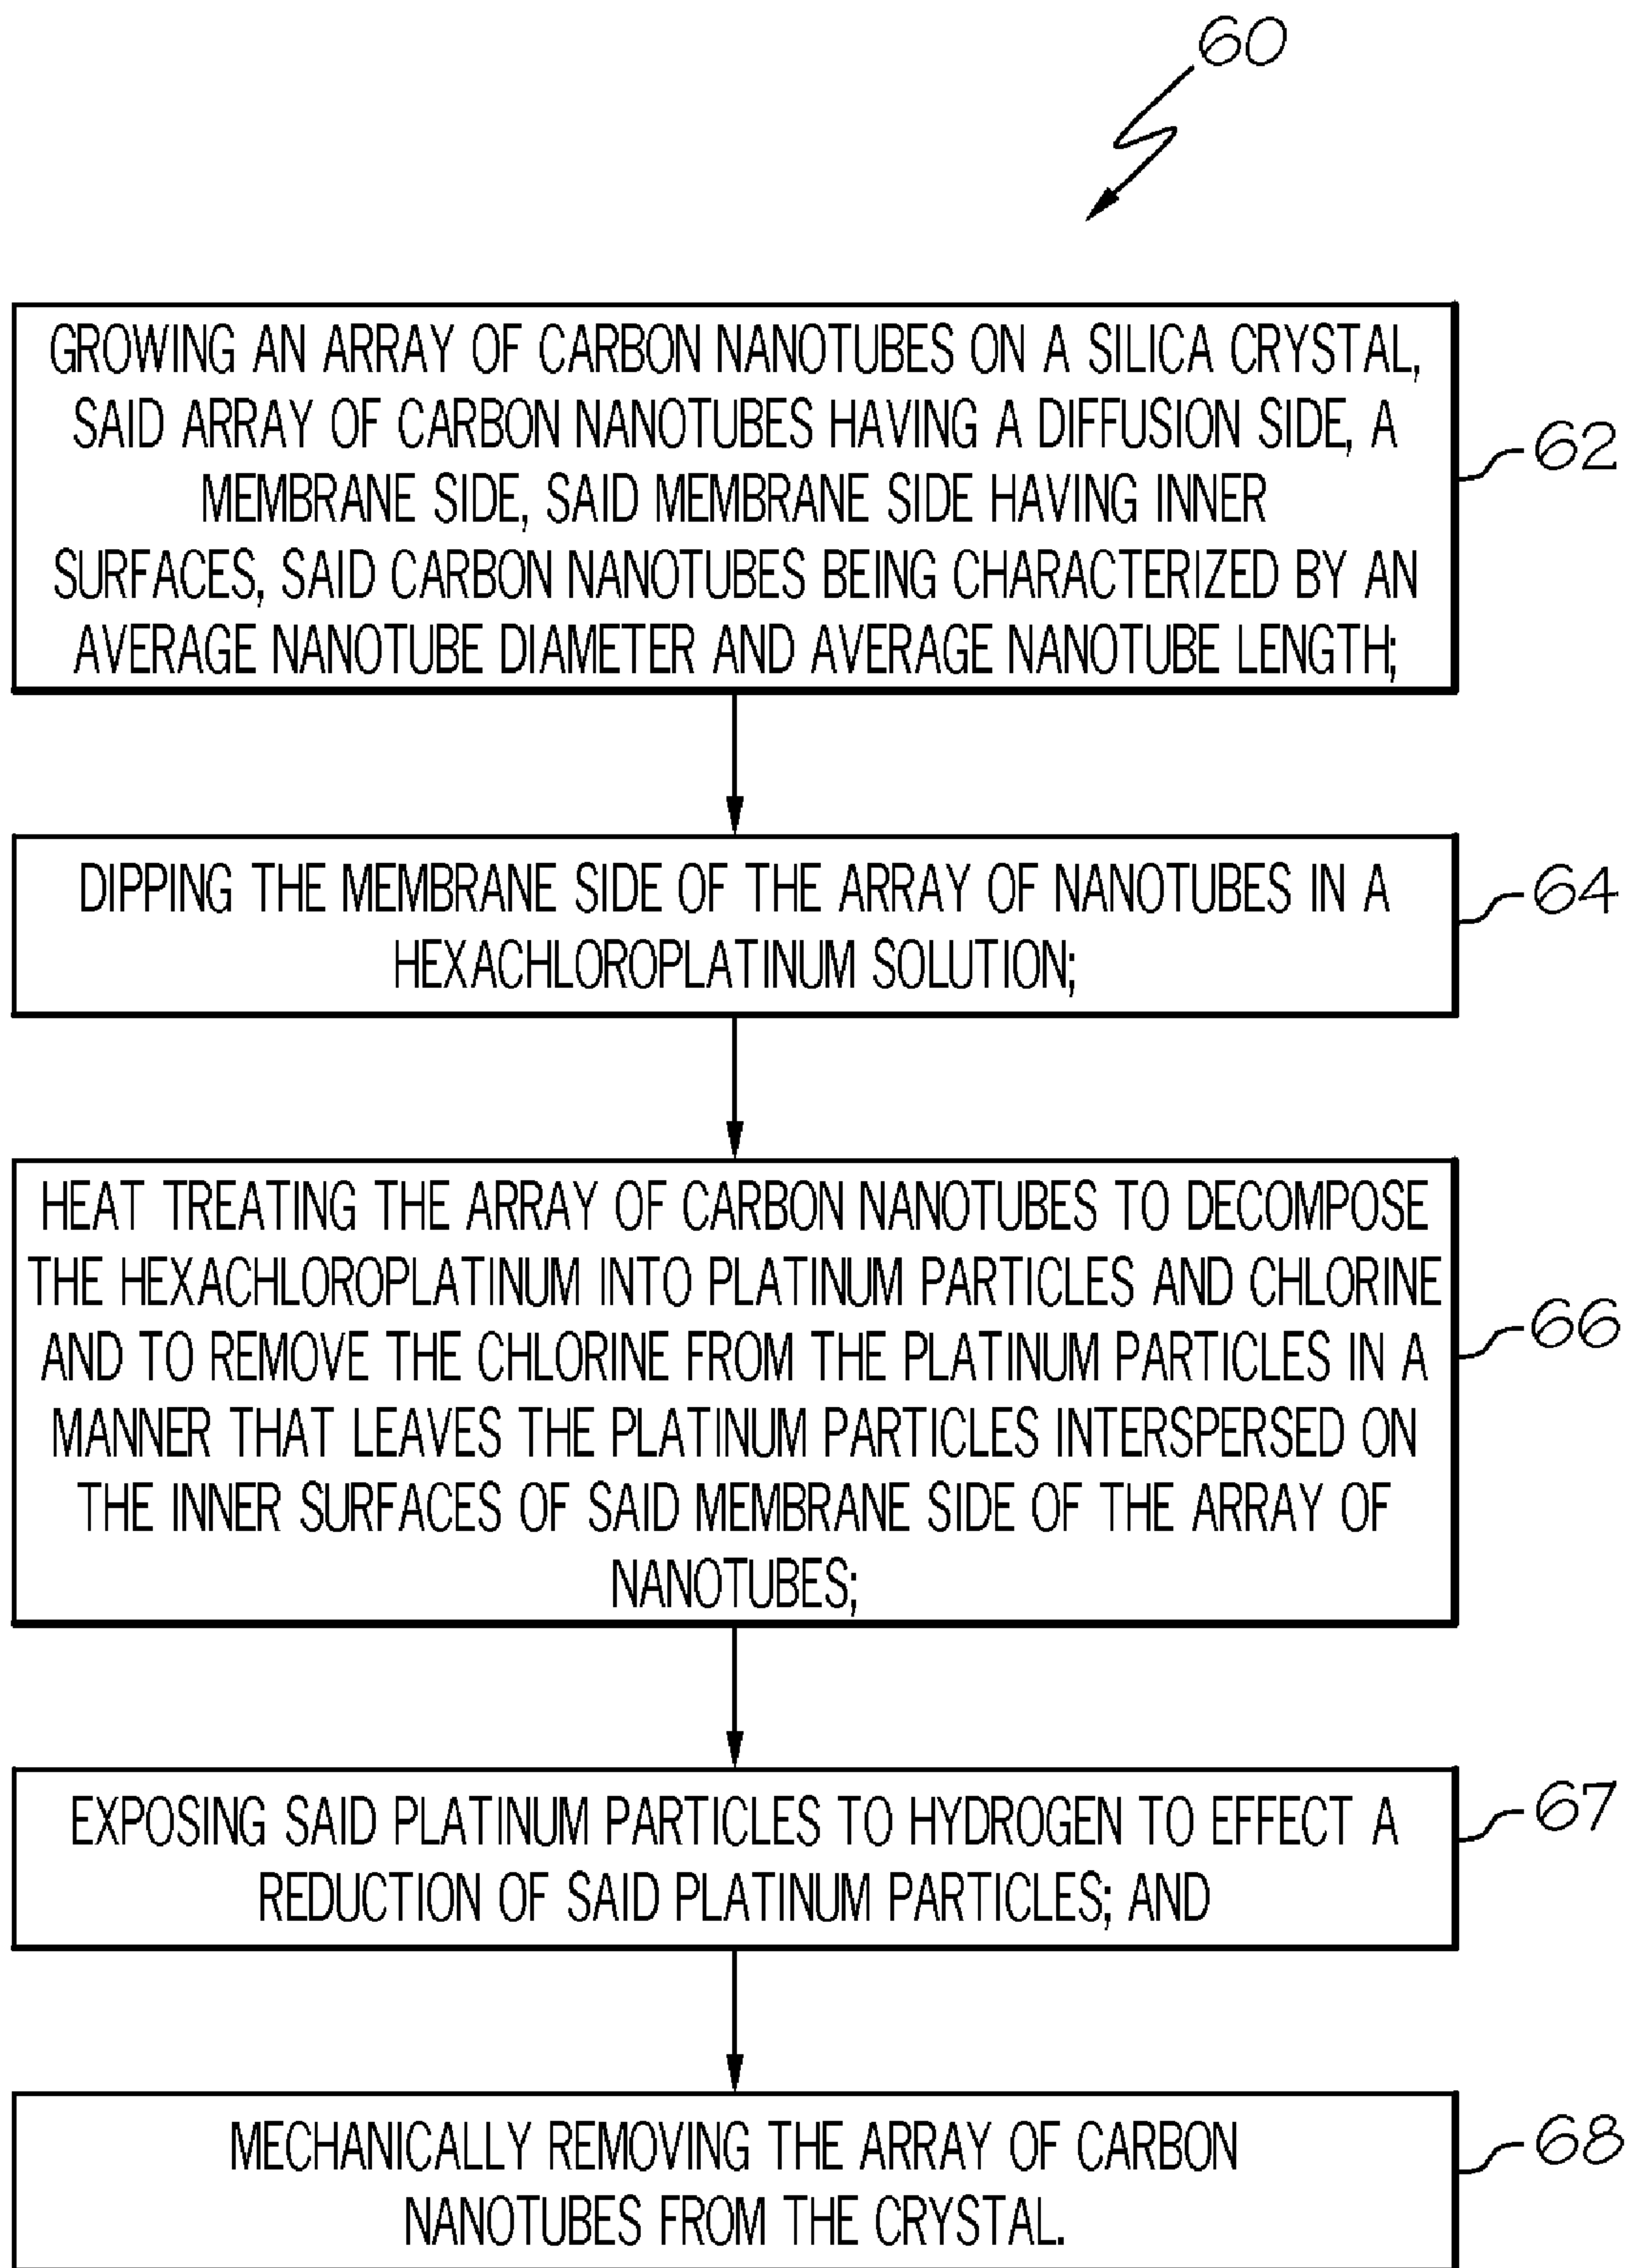 60
GROWING AN ARRAY OF CARBON NANOTUBES ON A SILICA CRYSTAL,
SAID ARRAY OF CARBON NANOTUBES HAVING A DIFFUSION SIDE, A
MEMBRANE SIDE, SAID MEMBRANE SIDE HAVING INNER
SURFACES, SAID CARBON NANOTUBES BEING CHARACTERIZED BY AN
AVERAGE NANOTUBE DIAMETER AND AVERAGE NANOTUBE LENGTH;
62
DIPPING THE MEMBRANE SIDE OF THE ARRAY OF NANOTUBES IN A
HEXACHLOROPLATINUM SOLUTION;
64
HEAT TREATING THE ARRAY OF CARBON NANOTUBES TO DECOMPOSE
THE HEXACHLOROPLATINUM INTO PLATINUM PARTICLES AND CHLORINE
AND TO REMOVE THE CHLORINE FROM THE PLATINUM PARTICLES IN A
MANNER THAT LEAVES THE PLATINUM PARTICLES INTERSPERSED ON
THE INNER SURFACES OF SAID MEMBRANE SIDE OF THE ARRAY OF
NANOTUBES;
66
EXPOSING SAID PLATINUM PARTICLES TO HYDROGEN TO EFFECT A
REDUCTION OF SAID PLATINUM PARTICLES; AND
67
MECHANICALLY REMOVING THE ARRAY OF CARBON
NANOTUBES FROM THE CRYSTAL.
68